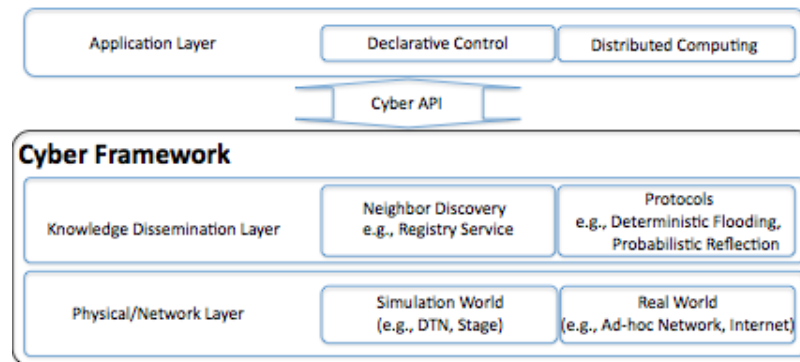 Application Layer
Declarative Control
Distributed Computing
Cyber API
Cyber Framework
Knowledge Dissemination Layer
Neighbor Discovery
e.g., Registry Service
Protocols
e.g., Deterministic Flooding,
Probabilistic Reflection
Physical/Network Layer
Simulation World
(e.g., DTN, Stage)
Real World
(e.g., Ad-hoc Network, Internet)